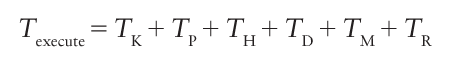 T_execute = T_K + T_P + T_H + T_D + T_M + T_R